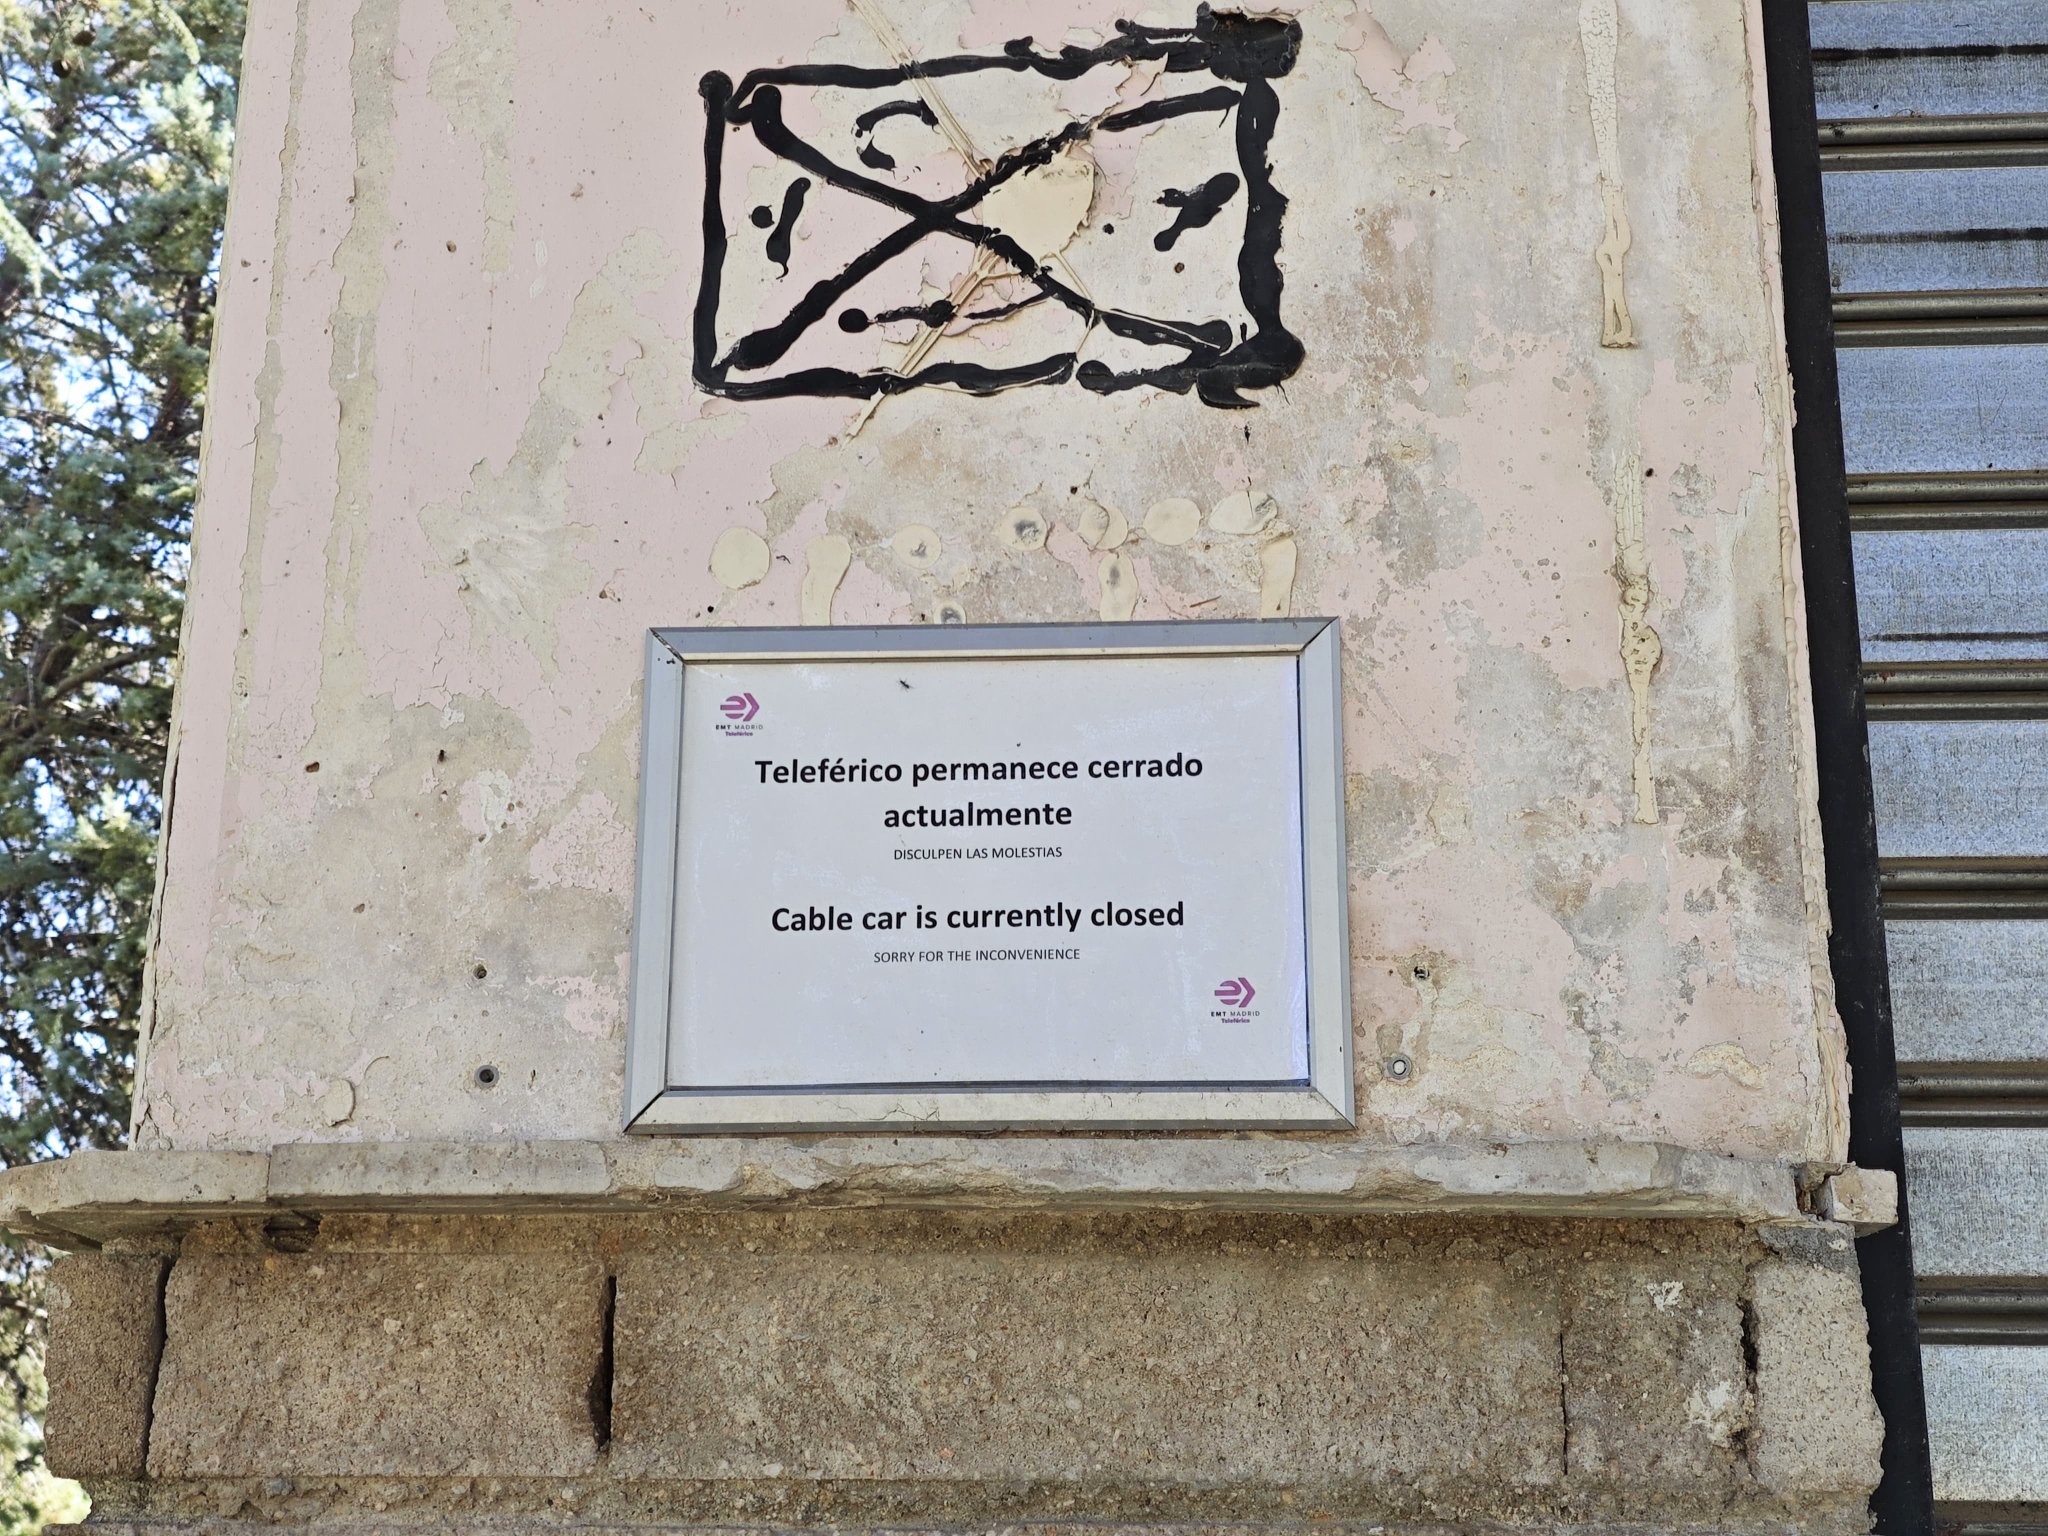 EMT MADRID
Teleférico
Teleférico permanece cerrado
actualmente
DISCULPEN LAS MOLESTIAS
Cable car is currently closed
SORRY FOR THE INCONVENIENCE
EMT MADRID
Teleférico